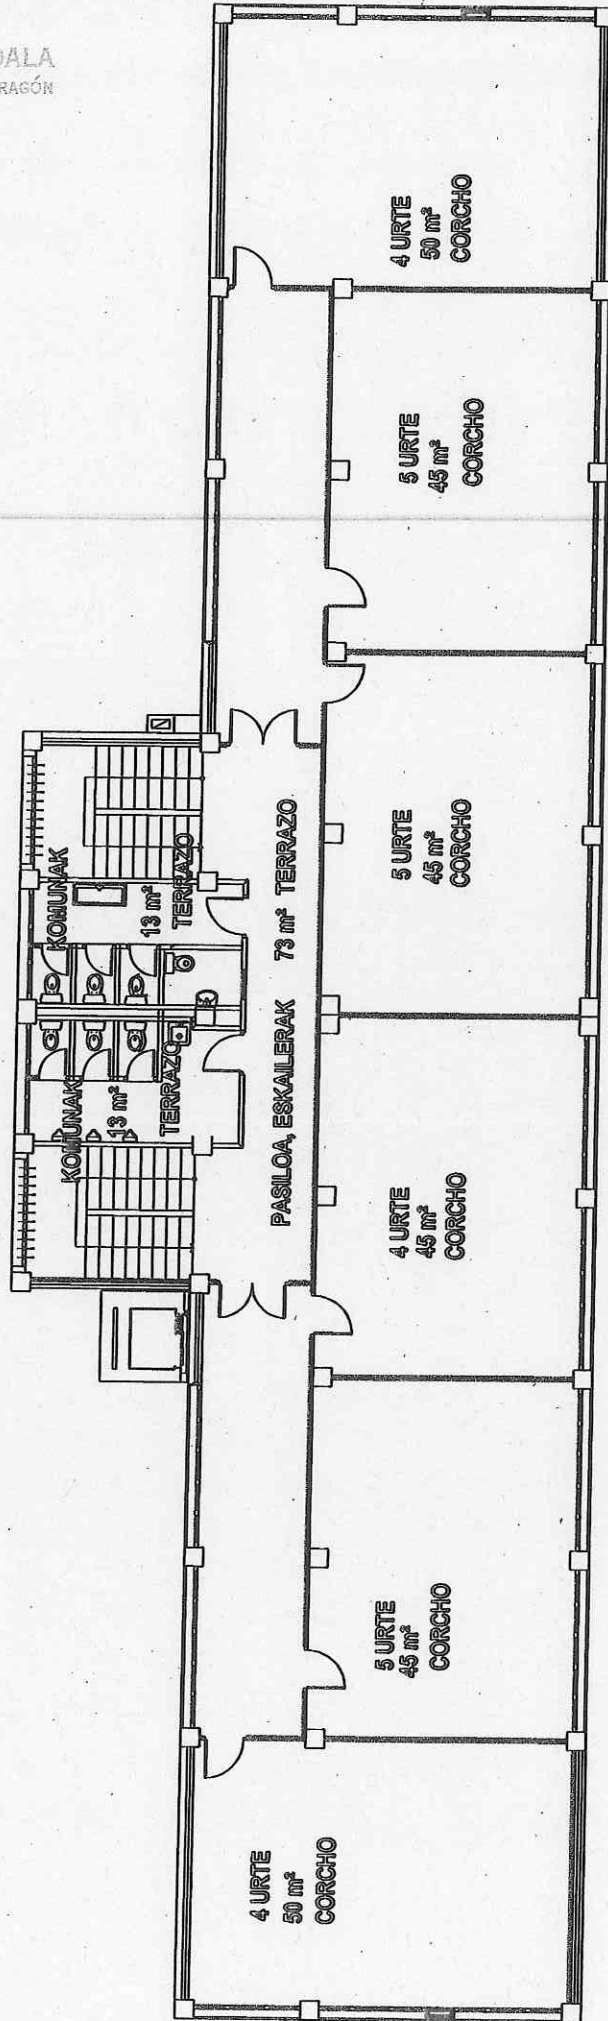 DALA
RAGÓN
4 URTE
50 m²
CORCHO
5 URTE
45 m²
CORCHO
5 URTE
45 m²
CORCHO
KOMUNAK
13 m²
TERRAZO
PASILOA, ESKAILERAK 73 m² TERRAZO
KOMUNAK
13 m²
TERRAZO
4 URTE
45 m²
CORCHO
5 URTE
45 m²
CORCHO
4 URTE
50 m²
CORCHO